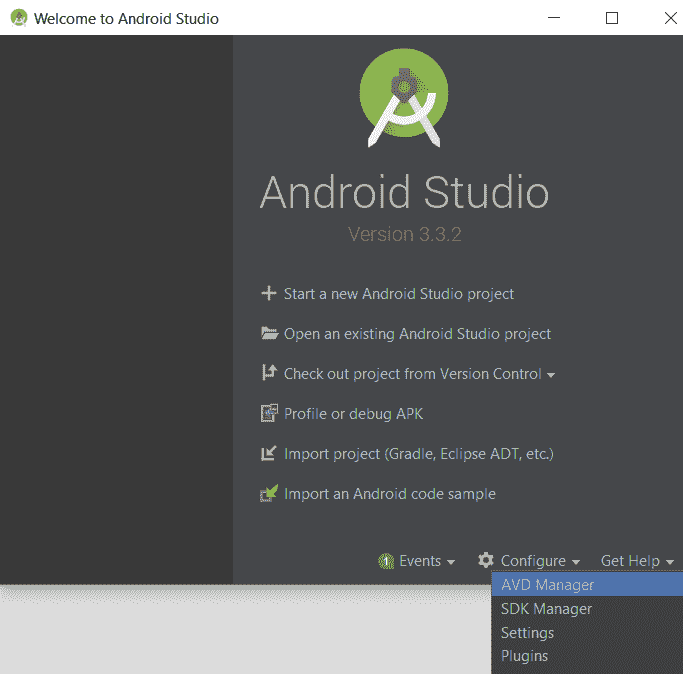 Welcome to Android Studio
Android Studio
Version 3.3.2
Start a new Android Studio project
Open an existing Android Studio project
Check out project from Version Control
Profile or debug APK
Import project (Gradle, Eclipse ADT, etc.)
Import an Android code sample
1 Events Configure Get Help
AVD Manager
SDK Manager
Settings
Plugins